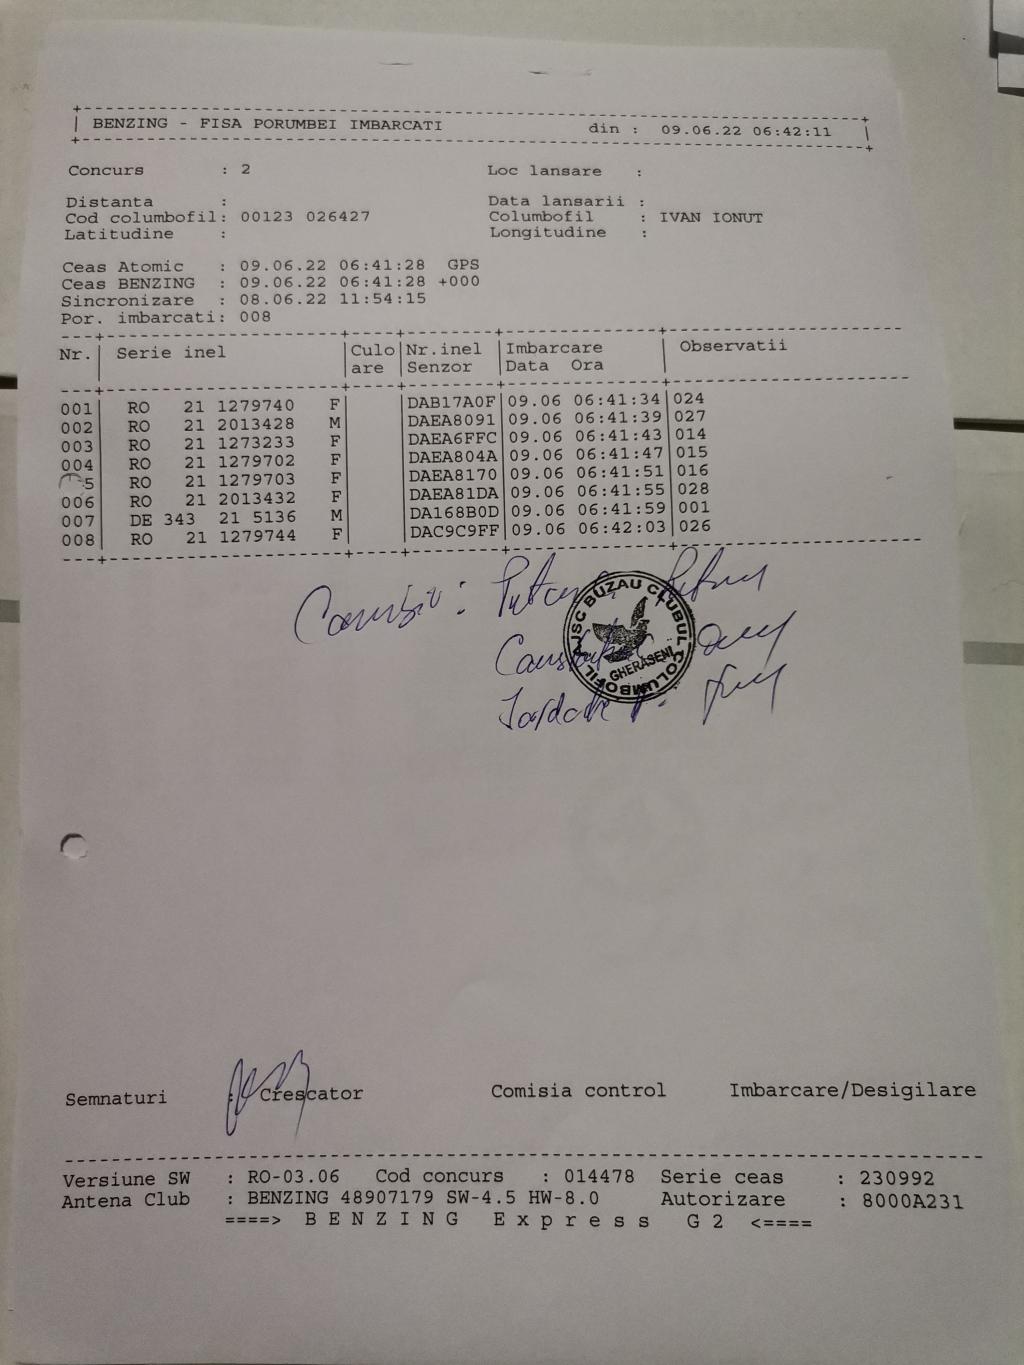 BENZING - FISA PORUMBEI IMBARCATI din : 09.06.22 06:42:11
Concurs : 2 Loc lansare :
Distanta : Data lansarii :
Cod columbofil: 00123 026427 Columbofil : IVAN IONUT
Latitudine : Longitudine :
Ceas Atomic : 09.06.22 06:41:28 GPS
Ceas BENZING : 09.06.22 06:41:28 +000
Sincronizare : 08.06.22 11:54:15
Por. imbarcati: 008
Nr. Serie inel Culo Nr.inel Imbarcare Observatii
are Senzor Data Ora
001 RO 21 1279740 F DAB17A0F 09.06 06:41:34 024
002 RO 21 2013428 M DAEA8091 09.06 06:41:39 027
003 RO 21 1273233 F DAEA6FFC 09.06 06:41:43 014
004 RO 21 1279702 F DAEA804A 09.06 06:41:47 015
5 RO 21 1279703 F DAEA8170 09.06 06:41:51 016
006 RO 21 2013432 F DAEA81DA 09.06 06:41:55 028
007 DE 343 21 5136 M DA168B0D 09.06 06:41:59 001
008 RO 21 1279744 F DAC9C9FF 09.06 06:42:03 026
AJSC BUZAU CLUBUL COLUMBOFIL
GHERASENI
Semnaturi : Crescator Comisia control Imbarcare/Desigilare
Versiune SW : RO-03.06 Cod concurs : 014478 Serie ceas : 230992
Antena Club : BENZING 48907179 SW-4.5 HW-8.0 Autorizare : 8000A231
====> B E N Z I N G E x p r e s s G 2 <====